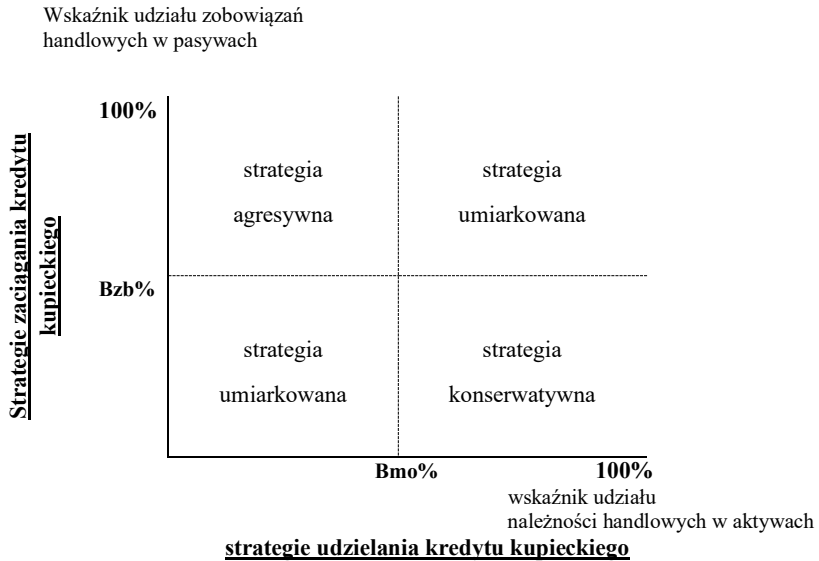 Wskaźnik udziału zobowiązań
handlowych w pasywach
100%
strategia
agresywna
strategia
umiarkowana
Strategie zaciągania kredytu
kupieckiego
Bzb%
strategia
umiarkowana
strategia
konserwatywna
Bmo%
100%
wskaźnik udziału
należności handlowych w aktywach
strategie udzielania kredytu kupieckiego